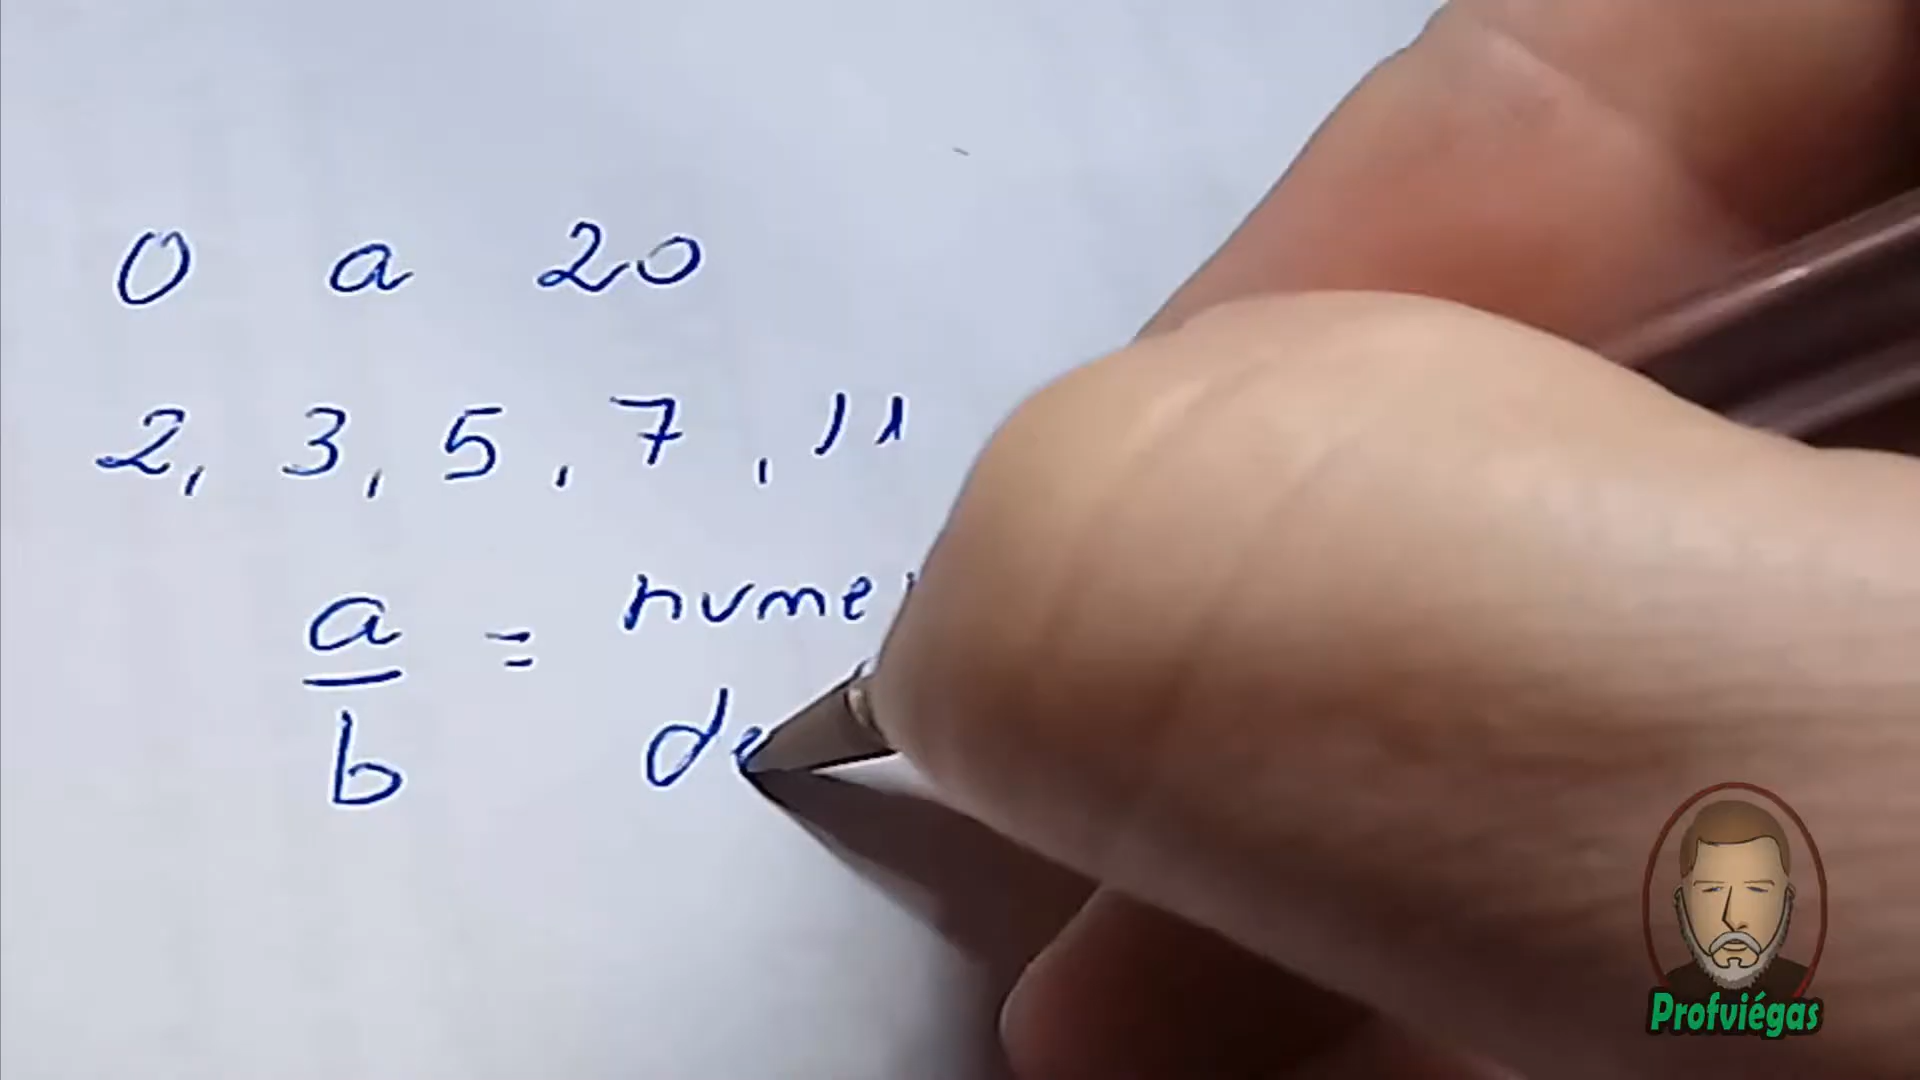 0 a 20
2, 3, 5, 7, 11
a/b =
nume
de
Profviégas